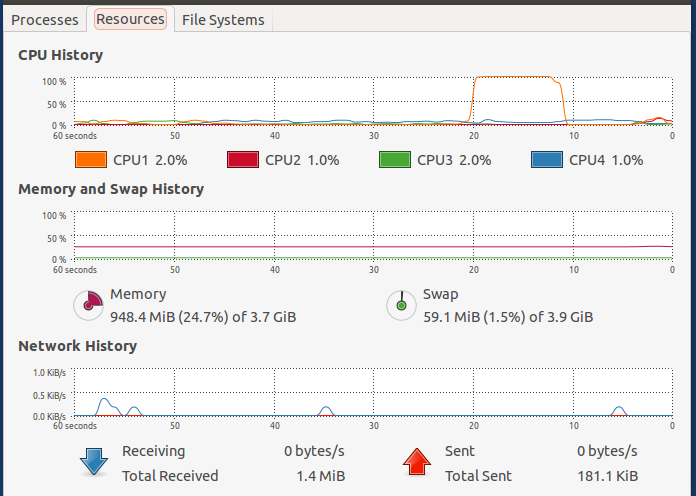 Processes Resources File Systems
CPU History
100 %
50 %
0 %
60 seconds 50 40 30 20 10 0
CPU1 2.0% CPU2 1.0% CPU3 2.0% CPU4 1.0%
Memory and Swap History
100 %
50 %
0 %
60 seconds 50 40 30 20 10 0
Memory Swap
948.4 MiB (24.7%) of 3.7 GiB 59.1 MiB (1.5%) of 3.9 GiB
Network History
1.0 KiB/s
0.5 KiB/s
0.0 KiB/s
60 seconds 50 40 30 20 10 0
Receiving 0 bytes/s Sent 0 bytes/s
Total Received 1.4 MiB Total Sent 181.1 KiB